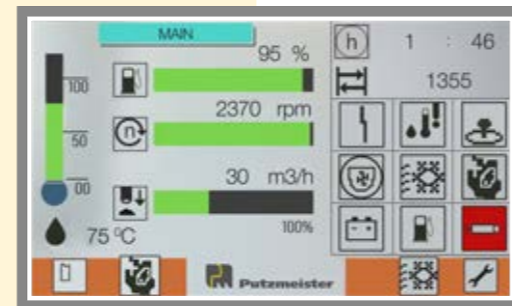 MAIN
95 %
h 1 : 46
100
1355
2370 rpm
n
50
30 m3/h
00
75 °C
100%
Putzmeister